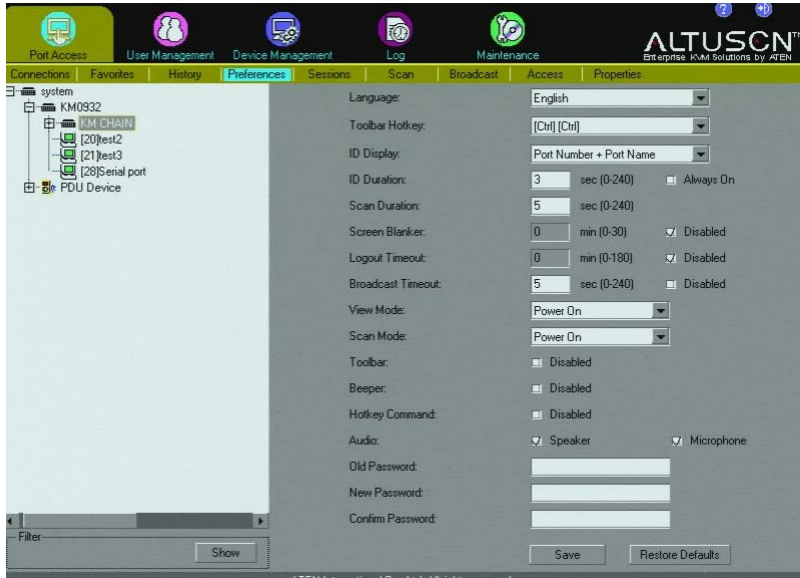 Port Access User Management Device Management Log Maintenance
ALTUSCN™
Enterprise KVM Solutions by ATEN
Connections Favorites History Preferences Sessions Scan Broadcast Access Properties
system
KM0932
KM CHAIN
[20]test2
[21]test3
[28]Serial port
PDU Device
Filter
Show
Language: English
Toolbar Hotkey: [Ctrl] [Ctrl]
ID Display: Port Number + Port Name
ID Duration: 3 sec (0-240) Always On
Scan Duration: 5 sec (0-240)
Screen Blanker: 0 min (0-30) Disabled
Logout Timeout: 0 min (0-180) Disabled
Broadcast Timeout: 5 sec (0-240) Disabled
View Mode: Power On
Scan Mode: Power On
Toolbar: Disabled
Beeper: Disabled
Hotkey Command: Disabled
Audio: Speaker Microphone
Old Password:
New Password:
Confirm Password:
Save Restore Defaults